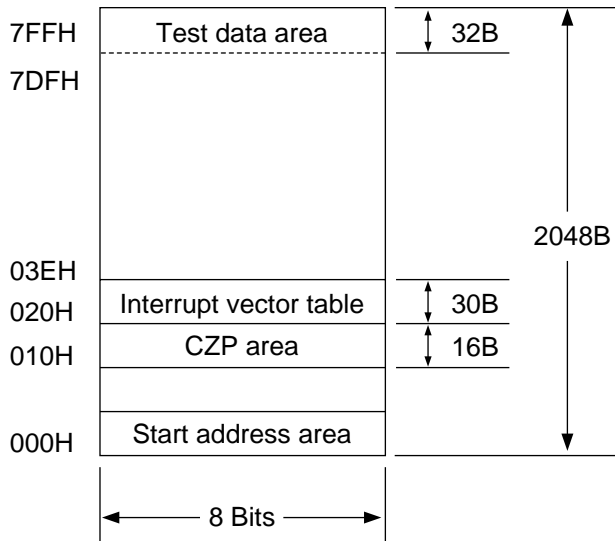 7FFH Test data area 32B
7DFH
2048B
03EH
020H Interrupt vector table 30B
010H CZP area 16B
000H Start address area
8 Bits